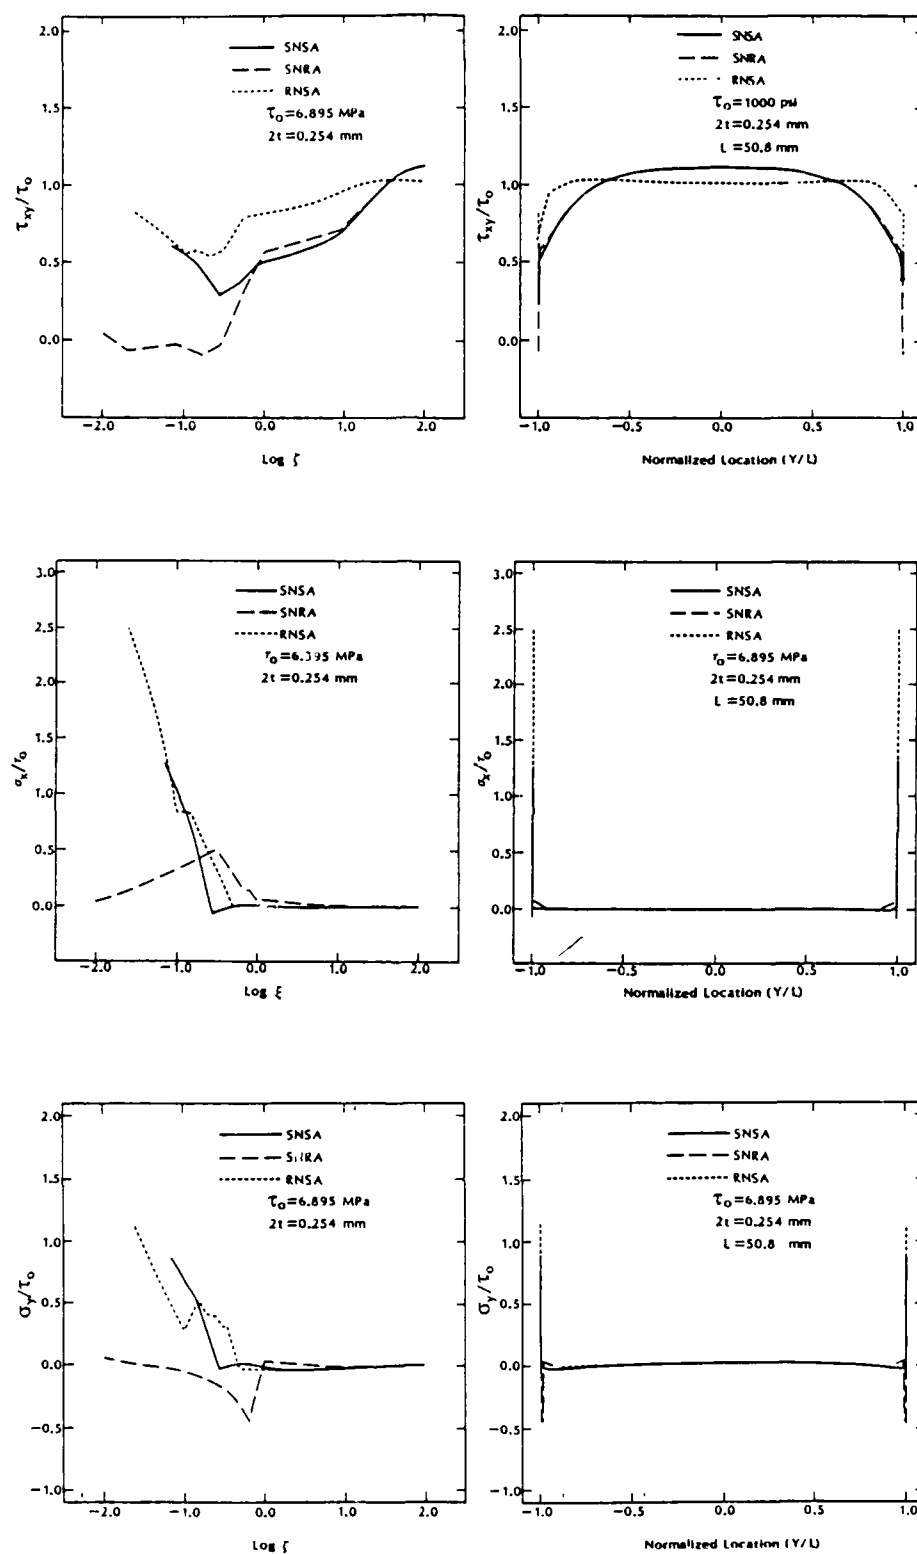 2.0
SNSA
SNRA
1.5
RNSA
τo=6.895 MPa
2t=0.254 mm
1.0
τxy/τo
0.5
0.0
−2.0 −1.0 0.0 1.0 2.0
Log ζ
2.0
SNSA
SNRA
1.5
RNSA
τo=1000 psi
2t=0.254 mm
L =50.8 mm
1.0
τxy/τo
0.5
0.0
−1.0 −0.5 0.0 0.5 1.0
Normalized Location (Y/L)
3.0
SNSA
SNRA
2.5
RNSA
τo=6.395 MPa
2t=0.254 mm
2.0
1.5
σx/τo
1.0
0.5
0.0
−2.0 −1.0 0.0 1.0 2.0
Log ξ
3.0
SNSA
SNRA
2.5
RNSA
τo=6.895 MPa
2t=0.254 mm
L =50.8 mm
2.0
1.5
σx/τo
1.0
0.5
0.0
−1.0 −0.5 0.0 0.5 1.0
Normalized Location (Y/L)
2.0
SNSA
SNRA
1.5
RNSA
τo=6.895 MPa
2t=0.254 mm
1.0
σy/τo
0.5
0.0
−0.5
−1.0
−2.0 −1.0 0.0 1.0 2.0
Log ζ
2.0
SNSA
SNRA
1.5
RNSA
τo=6.895 MPa
2t=0.254 mm
L =50.8 mm
1.0
σy/τo
0.5
0.0
−0.5
−1.0
−1.0 −0.5 0.0 0.5 1.0
Normalized Location (Y/L)